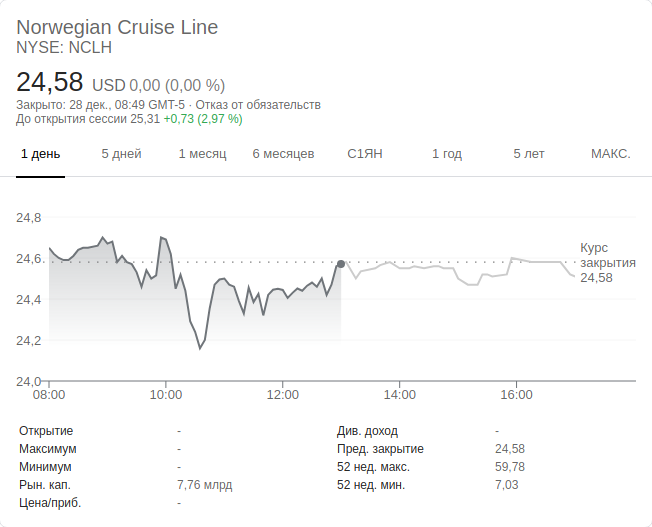 Norwegian Cruise Line
NYSE: NCLH
24,58 USD 0,00 (0,00 %)
Закрыто: 28 дек., 08:49 GMT-5 · Отказ от обязательств
До открытия сессии 25,31 +0,73 (2,97 %)
1 день 5 дней 1 месяц 6 месяцев С1ЯН 1 год 5 лет МАКС.
24,8
24,6
24,4
24,2
24,0
Курс
закрытия
24,58
08:00 10:00 12:00 14:00 16:00
Открытие - Див. доход -
Максимум - Пред. закрытие 24,58
Минимум - 52 нед. макс. 59,78
Рын. кап. 7,76 млрд 52 нед. мин. 7,03
Цена/приб. -